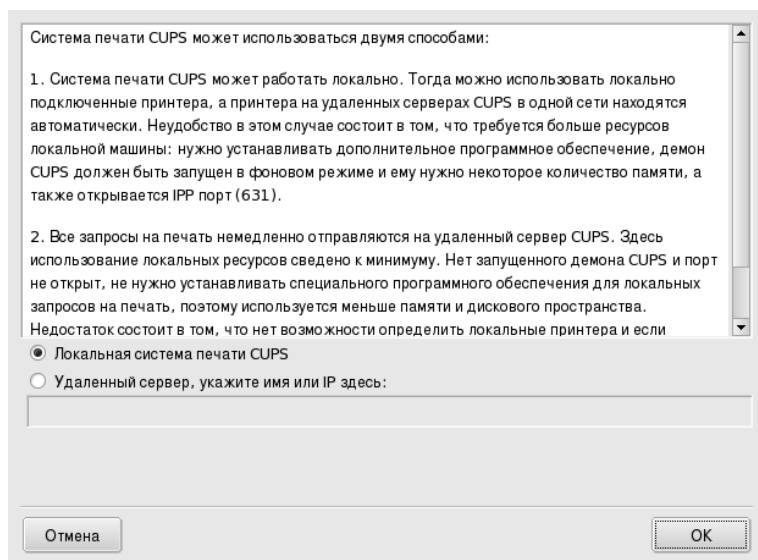 Система печати CUPS может использоваться двумя способами:
1. Система печати CUPS может работать локально. Тогда можно использовать локально
подключенные принтера, а принтера на удаленных серверах CUPS в одной сети находятся
автоматически. Неудобство в этом случае состоит в том, что требуется больше ресурсов
локальной машины: нужно устанавливать дополнительное программное обеспечение, демон
CUPS должен быть запущен в фоновом режиме и ему нужно некоторое количество памяти, а
также открывается IPP порт (631).
2. Все запросы на печать немедленно отправляются на удаленный сервер CUPS. Здесь
использование локальных ресурсов сведено к минимуму. Нет запущенного демона CUPS и порт
не открыт, не нужно устанавливать специального программного обеспечения для локальных
запросов на печать, поэтому используется меньше памяти и дискового пространства.
Недостаток состоит в том, что нет возможности определить локальные принтера и если
Локальная система печати CUPS
Удаленный сервер, укажите имя или IP здесь:
Отмена
OK